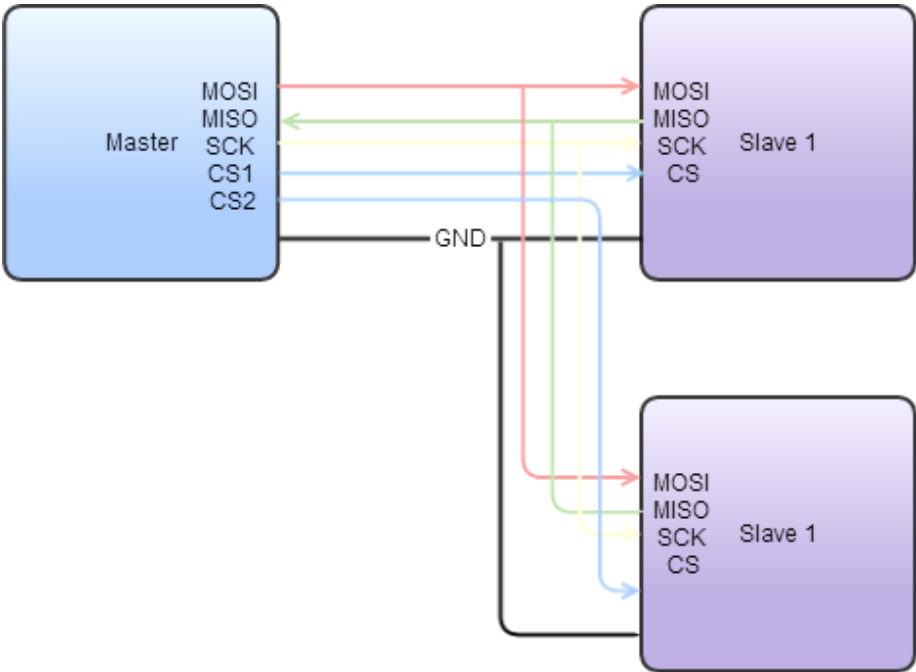 MOSI
MISO
Master
SCK
CS1
CS2
GND
MOSI
MISO
SCK
Slave 1
CS
MOSI
MISO
SCK
Slave 1
CS